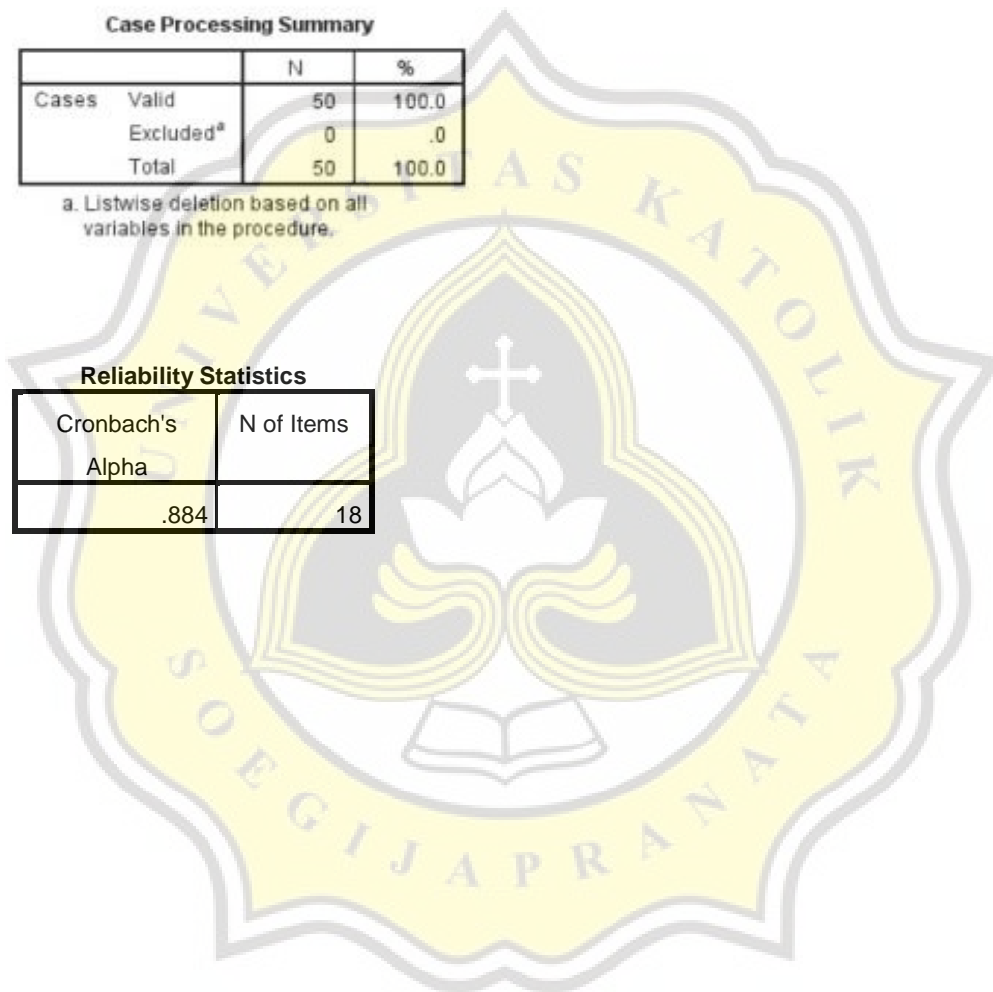 Case Processing Summary
N %
Cases Valid 50 100.0
Excludedᵃ 0 .0
Total 50 100.0
a. Listwise deletion based on all
variables in the procedure.
Reliability Statistics
Cronbach's N of Items
Alpha
.884 18
UNIVERSITAS KATOLIK
SOEGIJAPRANATA